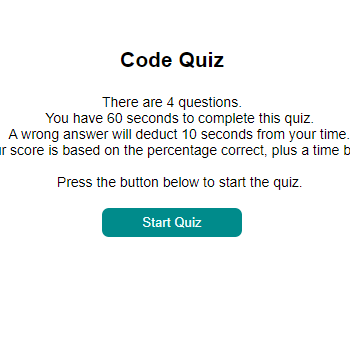 Code Quiz
There are 4 questions.
You have 60 seconds to complete this quiz.
A wrong answer will deduct 10 seconds from your time.
score is based on the percentage correct, plus a time
Press the button below to start the quiz.
Start Quiz